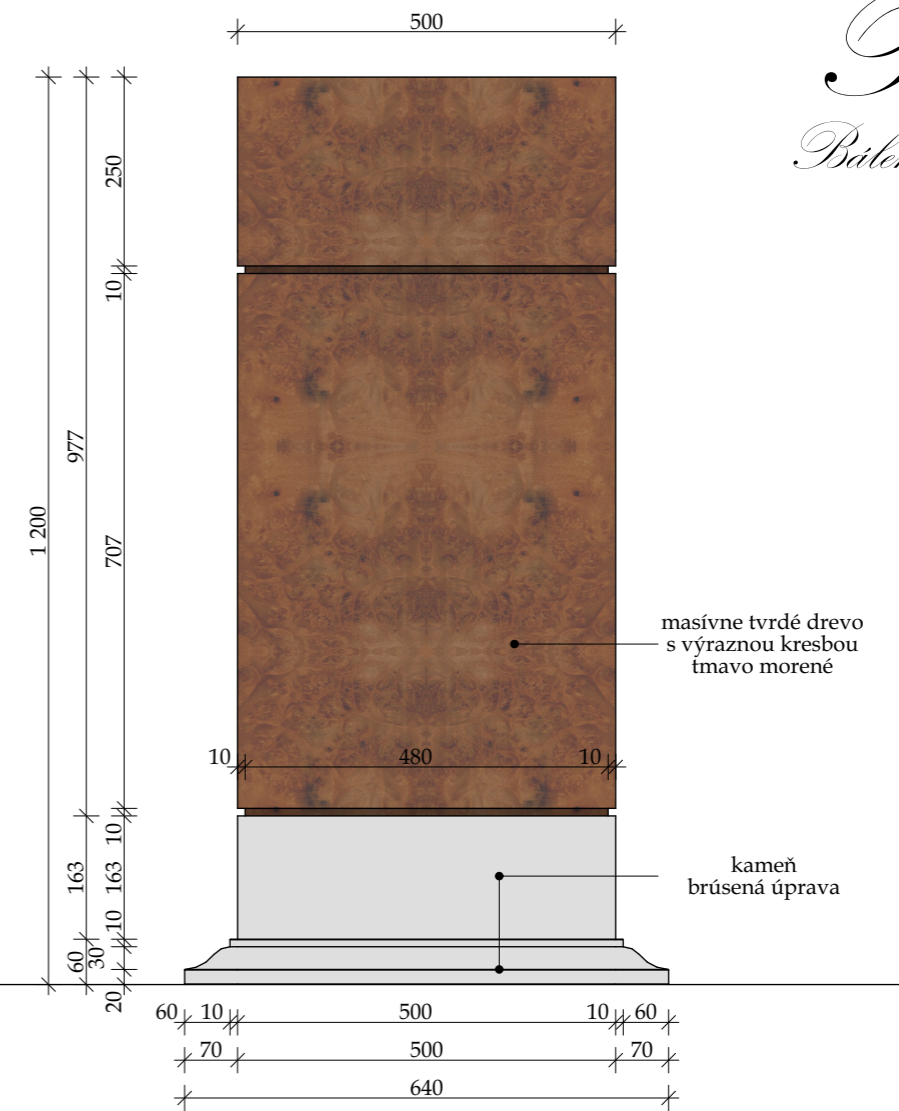 500
250
10
977
1 200
707
masívne tvrdé drevo
s výraznou kresbou
tmavo morené
10 480 10
10
163 163
kameň
brúsená úprava
10
60 30
20
60 10 500 10 60
70 500 70
640